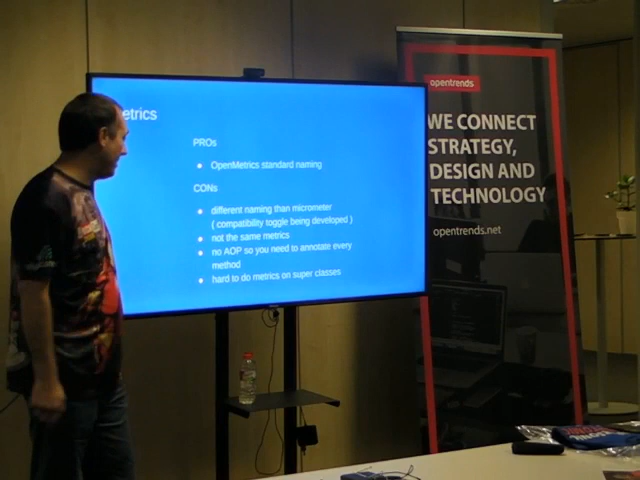 etrics
PROs
OpenMetrics standard naming
CONs
different naming than micrometer
( compatibility toggle being developed )
not the same metrics
no AOP so you need to annotate every
method
hard to do metrics on super classes
opentrends
WE CONNECT
STRATEGY,
DESIGN AND
TECHNOLOGY
opentrends.net